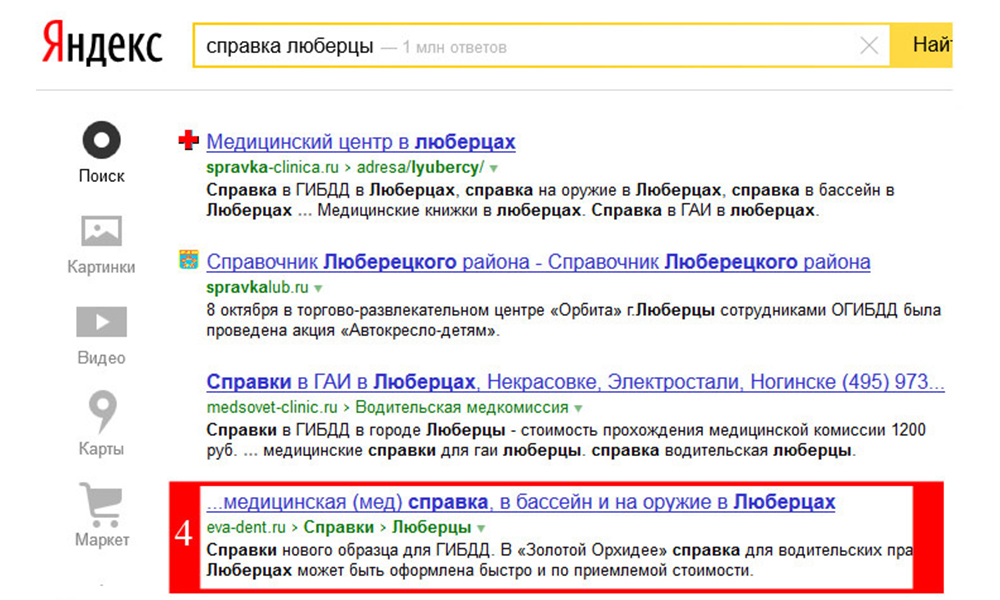 Яндекс
справка люберцы — 1 млн ответов
Най
Поиск
Картинки
Видео
Карты
Маркет
Медицинский центр в люберцах
spravka-clinica.ru › adresa/lyubercy/
Справка в ГИБДД в Люберцах, справка на оружие в Люберцах, справка в бассейн в
Люберцах ... Медицинские книжки в люберцах. Справка в ГАИ в люберцах.
Справочник Люберецкого района - Справочник Люберецкого района
spravkalub.ru
8 октября в торгово-развлекательном центре «Орбита» г.Люберцы сотрудниками ОГИБДД была
проведена акция «Автокресло-детям».
Справки в ГАИ в Люберцах, Некрасовке, Электростали, Ногинске (495) 973...
medsovet-clinic.ru › Водительская медкомиссия
Справки в ГИБДД в городе Люберцы - стоимость прохождения медицинской комиссии 1200
руб. ... медицинские справки для гаи люберцы. справка водительская люберцы.
4
...медицинская (мед) справка, в бассейн и на оружие в Люберцах
eva-dent.ru › Справки › Люберцы
Справки нового образца для ГИБДД. В «Золотой Орхидее» справка для водительских пра
Люберцах может быть оформлена быстро и по приемлемой стоимости.